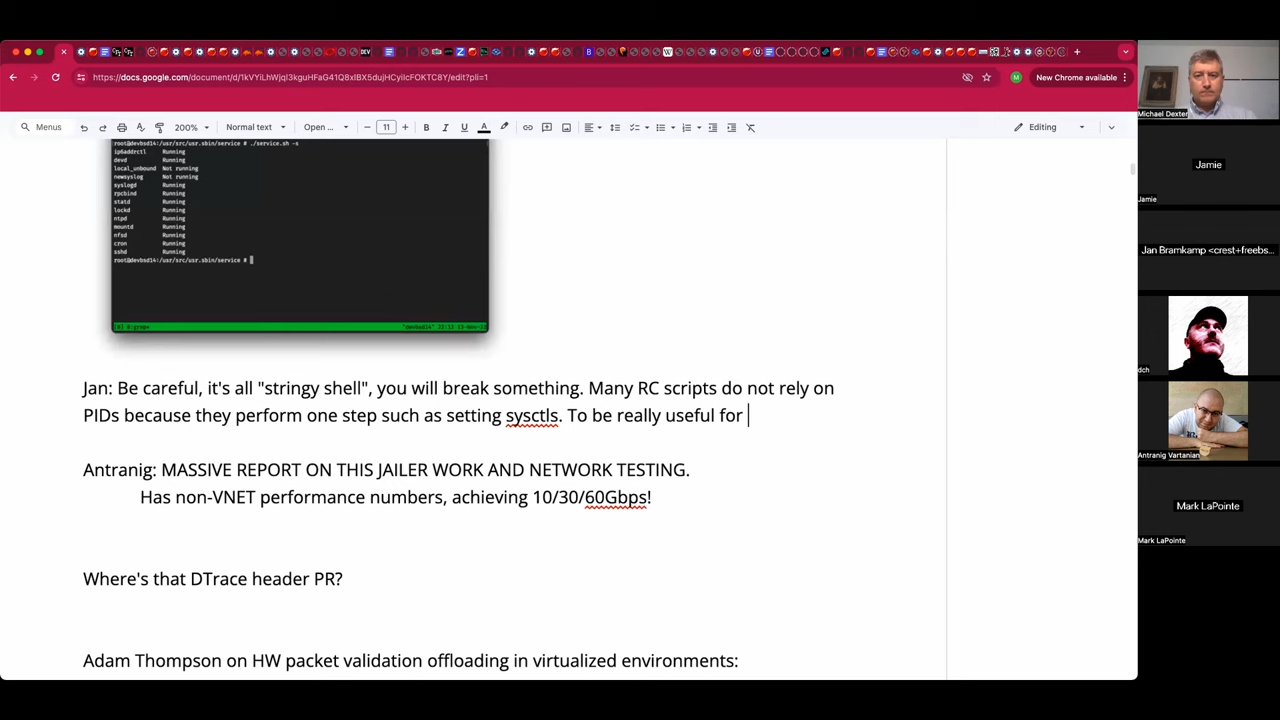 https://docs.google.com/document/d/1kVYiLhWjqI3kguHFaG41Q8xlBX5dujHCyiIcFOKTC8Y/edit?pli=1
New Chrome available
Menus
200%
Normal text
Open ...
11
Editing
root@devbsd14:/usr/src/usr.sbin/service # ./service.sh -s
ip6addrctl Running
devd Running
local_unbound Not running
newsyslog Not running
syslogd Running
rpcbind Running
statd Running
lockd Running
ntpd Running
mountd Running
nfsd Running
cron Running
sshd Running
root@devbsd14:/usr/src/usr.sbin/service #
Jan: Be careful, it's all "stringy shell", you will break something. Many RC scripts do not rely on
PIDs because they perform one step such as setting sysctls. To be really useful for
Antranig: MASSIVE REPORT ON THIS JAILER WORK AND NETWORK TESTING.
Has non-VNET performance numbers, achieving 10/30/60Gbps!
Where's that DTrace header PR?
Adam Thompson on HW packet validation offloading in virtualized environments:
Michael Dexter
Jamie
Jamie
Jan Bramkamp <crest+freebs...
dch
Antranig Vartanian
Mark LaPointe
Mark LaPointe